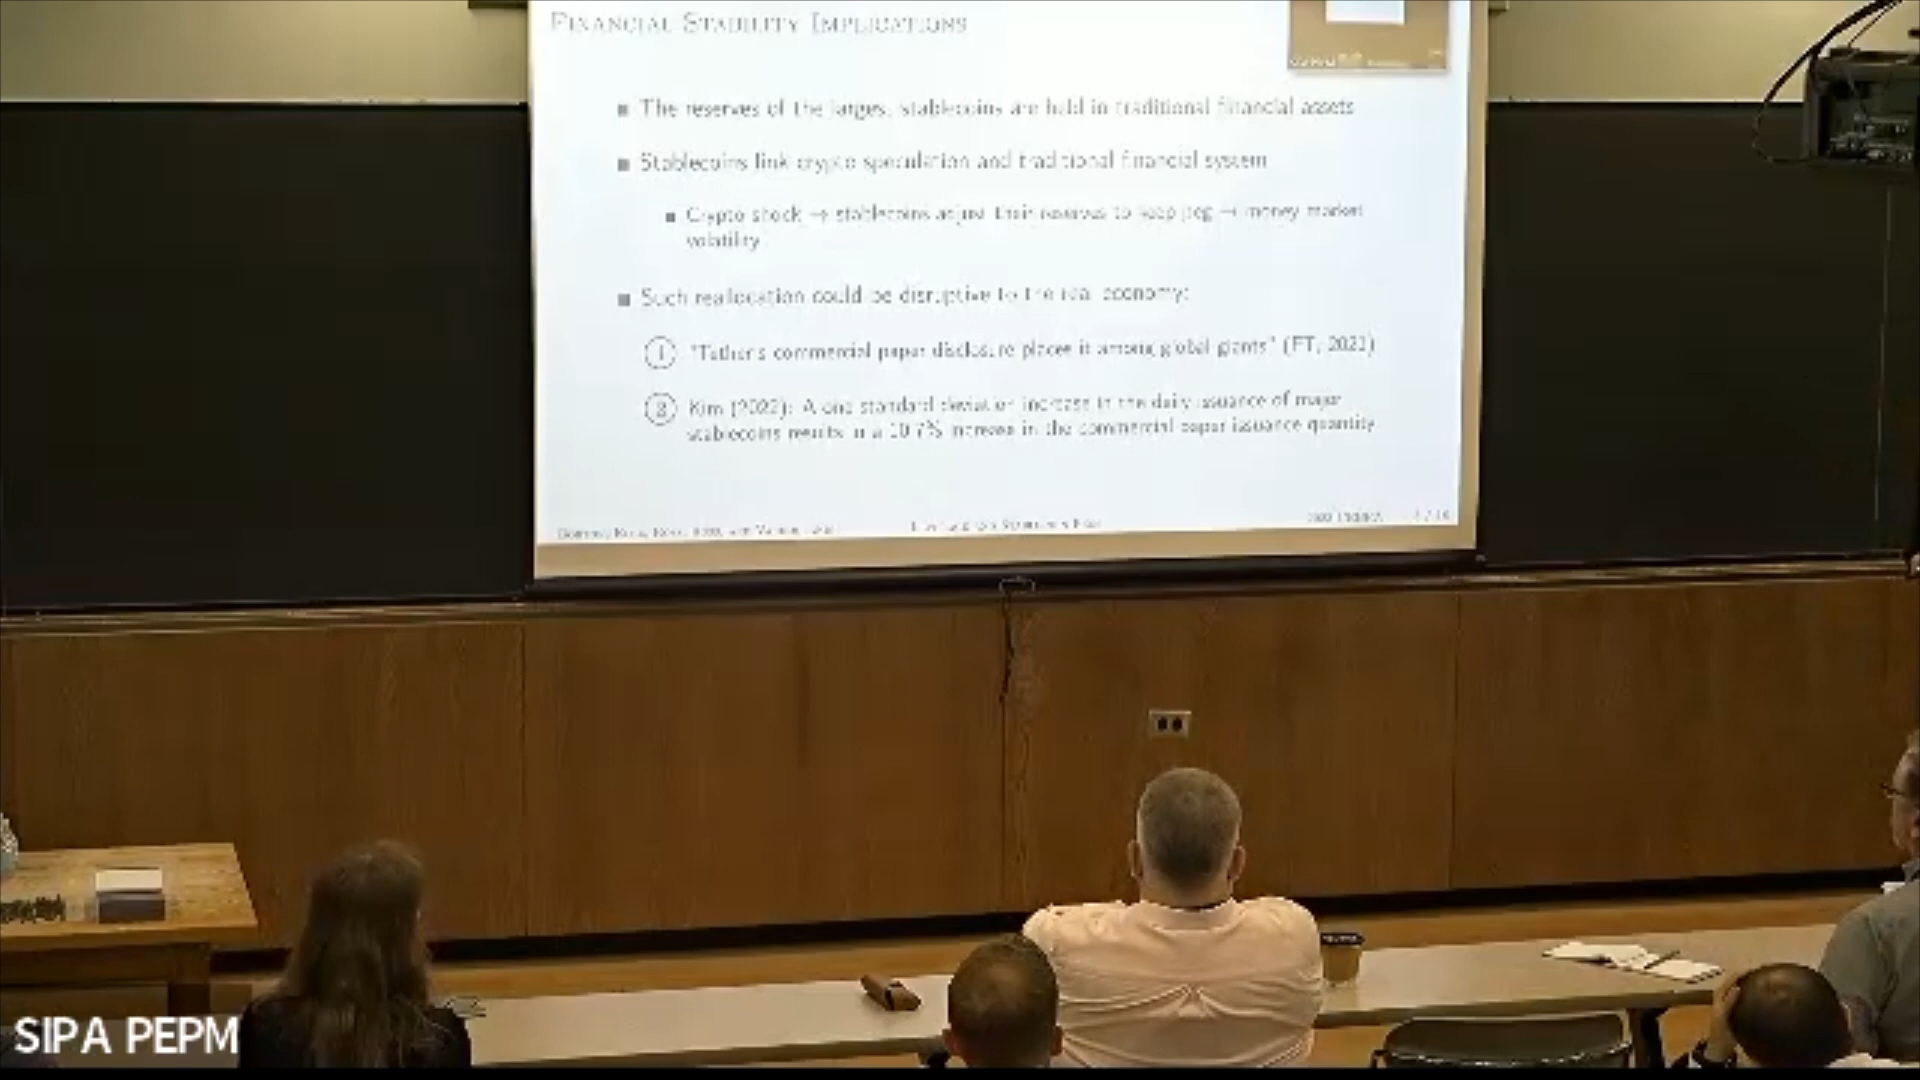 FINANCIAL STABILITY IMPLICATIONS
The reserves of the larges, stablecoins are held in traditional financial assets
Stablecoins link crypto speculation and traditional financial system
Crypto shock → stablecoins adjust their reserves to keep peg → money market
volatility
Such reallocation could be disruptive to the real economy:
1 "Tether's commercial paper disclosure places it among global giants" (FT, 2021)
2 Kim (2022): A one standard deviation increase in the daily issuance of major
stablecoins results in a 10.7% increase in the commercial paper issuance quantity
SIPA PEPM